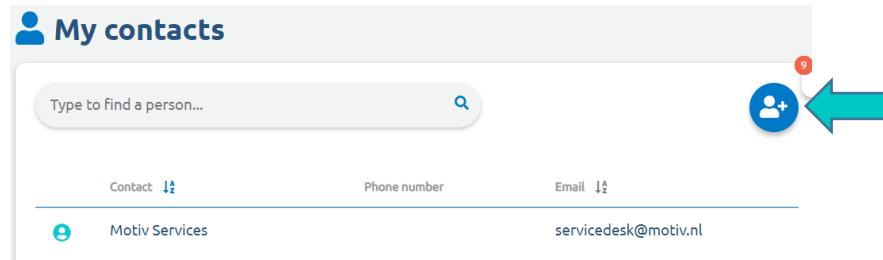 My contacts
9
Type to find a person...
Contact Phone number Email
Motiv Services servicedesk@motiv.nl